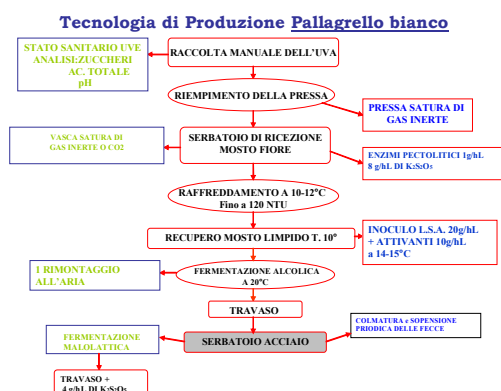 Tecnologia di Produzione Pallagrello bianco
STATO SANITARIO UVE
ANALISI:ZUCCHERI
AC. TOTALE
pH
RACCOLTA MANUALE DELL'UVA
RIEMPIMENTO DELLA PRESSA
PRESSA SATURA DI
GAS INERTE
VASCA SATURA DI
GAS INERTE O CO2
SERBATOIO DI RICEZIONE
MOSTO FIORE
ENZIMI PECTOLITICI 1g/hL
8 g/hL DI K2S2O5
RAFFREDDAMENTO A 10-12°C
Fino a 120 NTU
RECUPERO MOSTO LIMPIDO T. 10°
INOCULO L.S.A. 20g/hL
+ ATTIVANTI 10g/hL
a 14-15°C
1 RIMONTAGGIO
ALL'ARIA
FERMENTAZIONE ALCOLICA
A 20°C
TRAVASO
COLMATURA e SOPENSIONE
PRIODICA DELLE FECCE
FERMENTAZIONE
MALOLATTICA
SERBATOIO ACCIAIO
TRAVASO +
4 g/hL DI K2S2O5